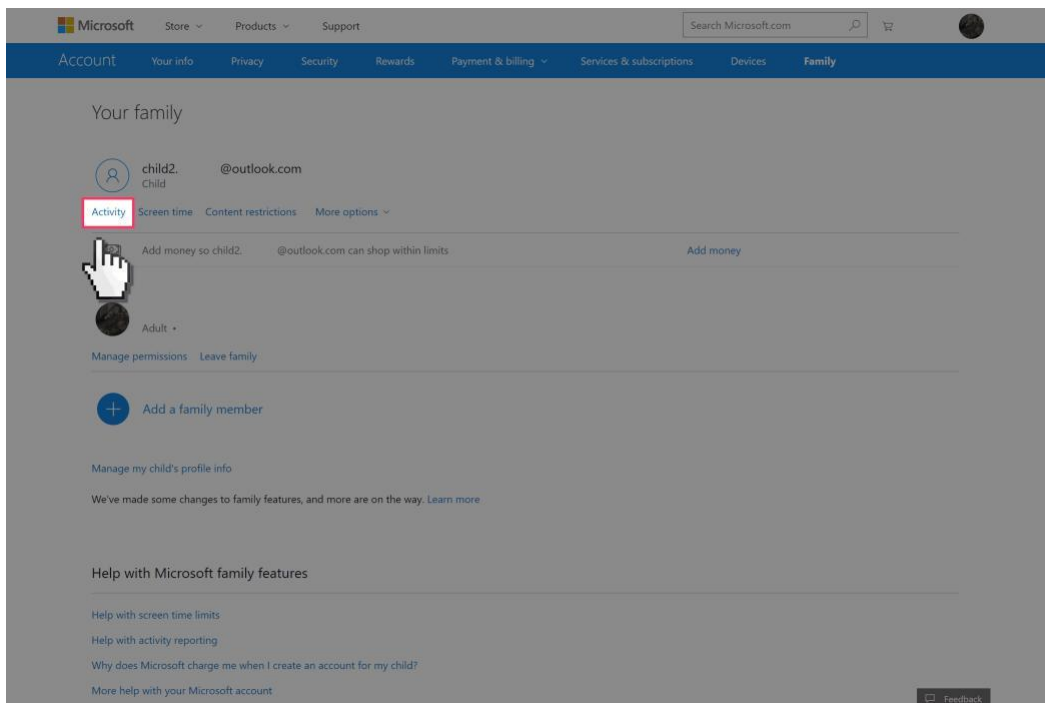 Microsoft Store Products Support Search Microsoft.com
Account Your info Privacy Security Rewards Payment & billing Services & subscriptions Devices Family
Your family
child2. @outlook.com
Child
Activity Screen time Content restrictions More options
Add money so child2. @outlook.com can shop within limits Add money
Adult •
Manage permissions Leave family
Add a family member
Manage my child's profile info
We've made some changes to family features, and more are on the way. Learn more
Help with Microsoft family features
Help with screen time limits
Help with activity reporting
Why does Microsoft charge me when I create an account for my child?
More help with your Microsoft account
Feedback